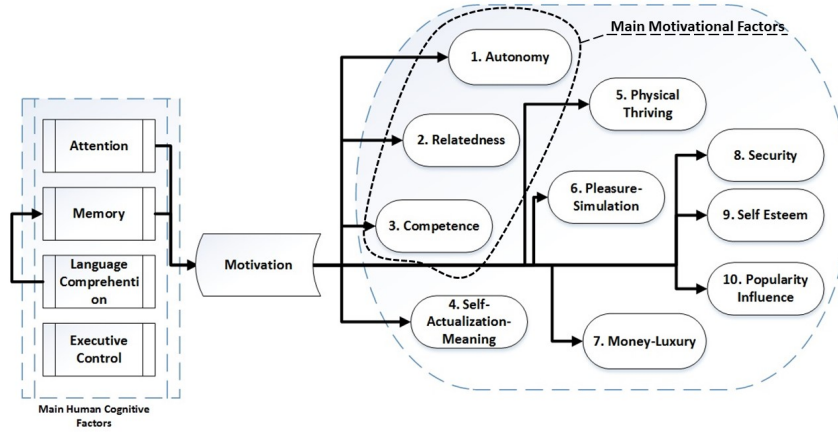 Main Motivational Factors
1. Autonomy
5. Physical
Thriving
2. Relatedness
8. Security
6. Pleasure-
Simulation
9. Self Esteem
3. Competence
10. Popularity
Influence
4. Self-
Actualization-
Meaning
7. Money-Luxury
Attention
Memory
Language
Comprehenti
on
Executive
Control
Motivation
Main Human Cognitive
Factors